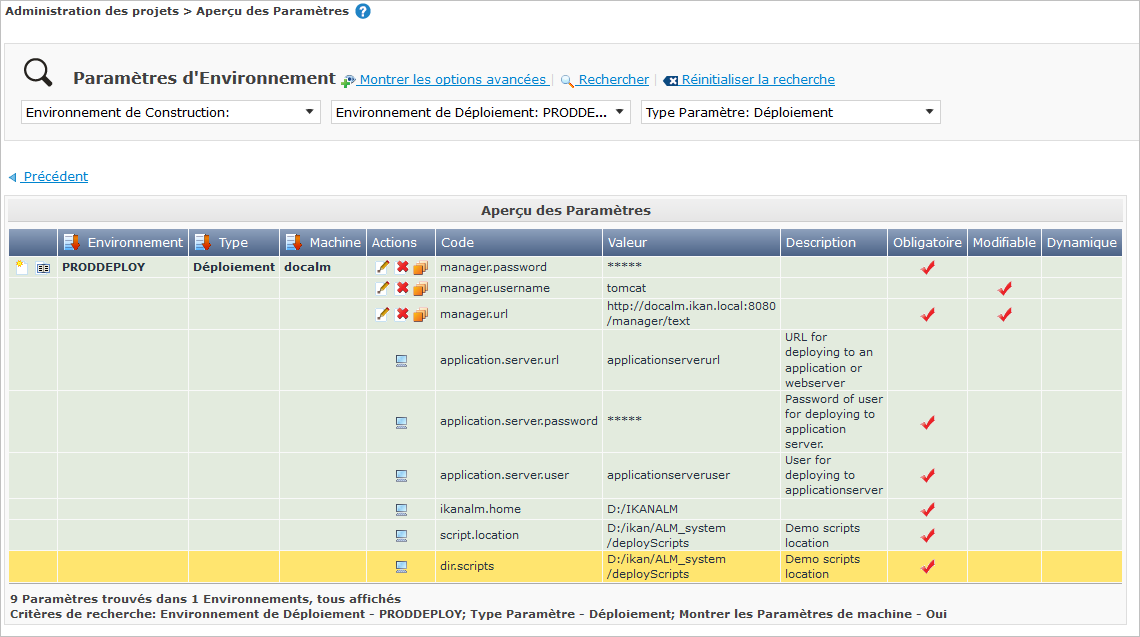 Administration des projets > Aperçu des Paramètres
Paramètres d'Environnement Montrer les options avancées | Rechercher | Réinitialiser la recherche
Environnement de Construction: Environnement de Déploiement: PRODDE... Type Paramètre: Déploiement
Précédent
Aperçu des Paramètres
Environnement Type Machine Actions Code Valeur Description Obligatoire Modifiable Dynamique
PRODDEPLOY Déploiement docalm manager.password *****
manager.username tomcat
manager.url http://docalm.ikan.local:8080
/manager/text
application.server.url applicationserverurl URL for
deploying to an
application or
webserver
application.server.password ***** Password of user
for deploying to
application
server.
application.server.user applicationserveruser User for
deploying to
applicationserver
ikanalm.home D:/IKANALM
script.location D:/ikan/ALM_system
/deployScripts Demo scripts
location
dir.scripts D:/ikan/ALM_system
/deployScripts Demo scripts
location
9 Paramètres trouvés dans 1 Environnements, tous affichés
Critères de recherche: Environnement de Déploiement - PRODDEPLOY; Type Paramètre - Déploiement; Montrer les Paramètres de machine - Oui